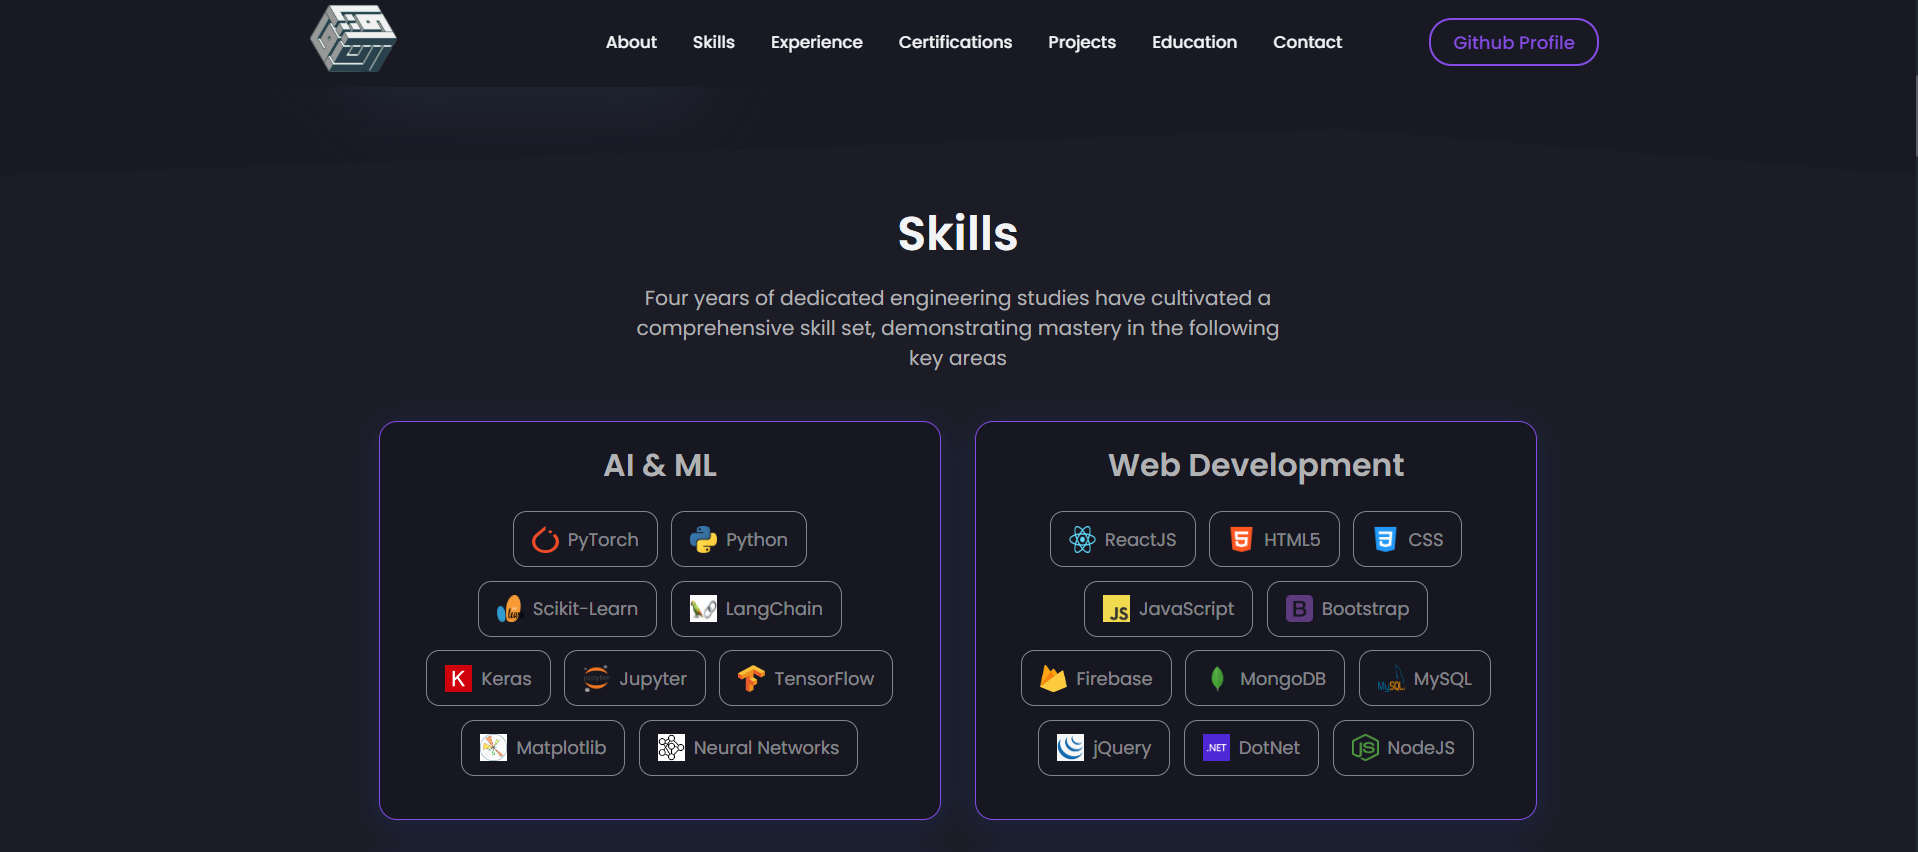 About Skills Experience Certifications Projects Education Contact Github Profile
Skills
Four years of dedicated engineering studies have cultivated a
comprehensive skill set, demonstrating mastery in the following
key areas
AI & ML
PyTorch Python
Scikit-Learn LangChain
Keras Jupyter TensorFlow
Matplotlib Neural Networks
Web Development
ReactJS HTML5 CSS
JS JavaScript B Bootstrap
Firebase MongoDB MySQL MySQL
jQuery .NET DotNet JS NodeJS